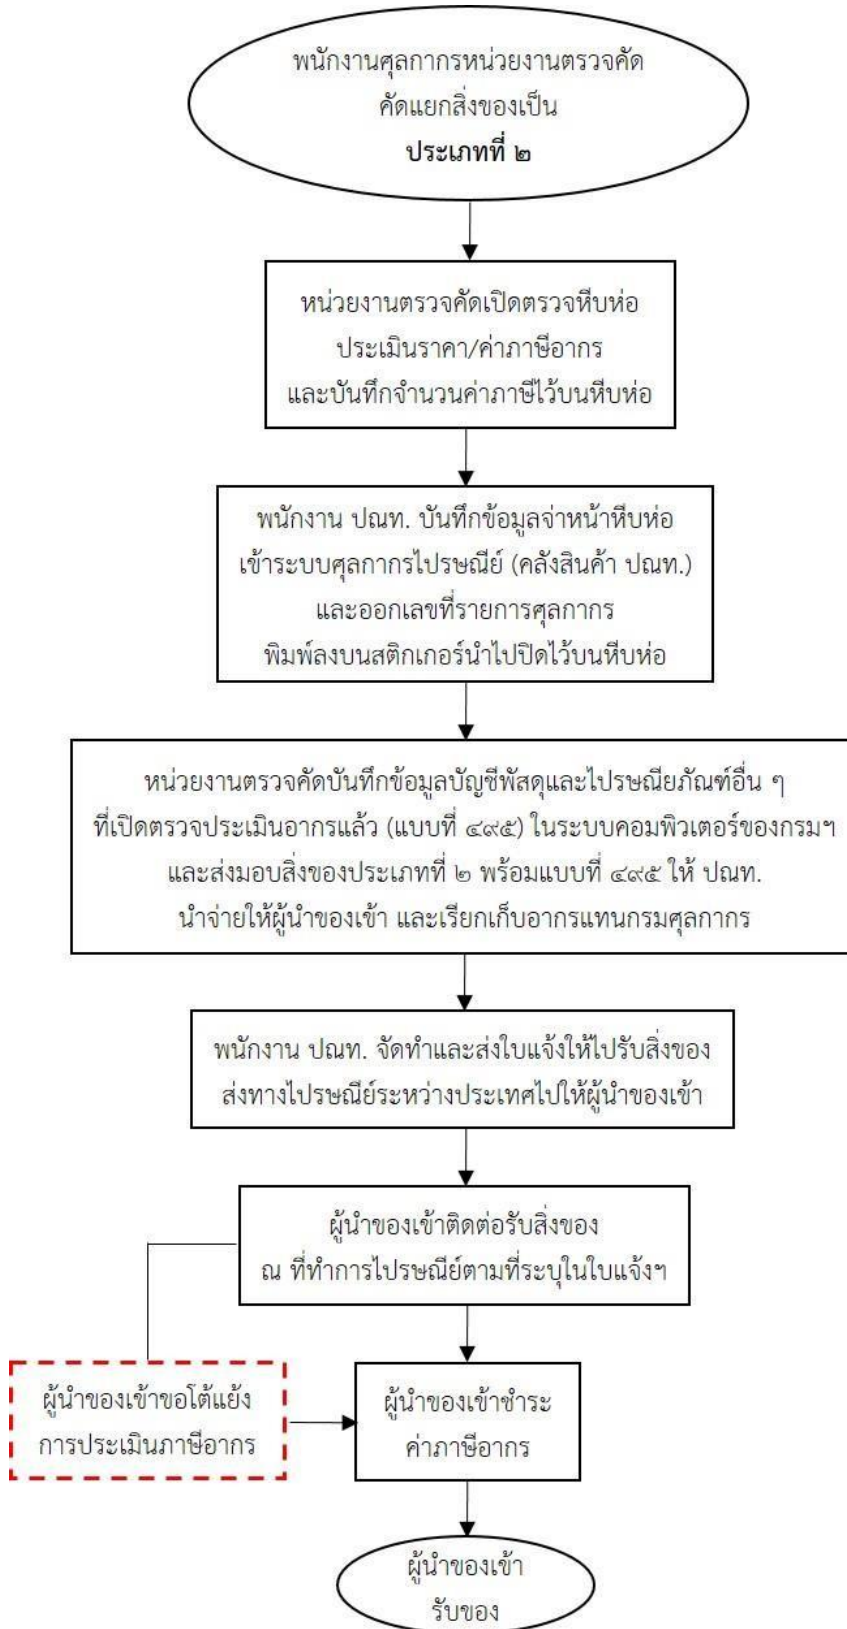 พนักงานศุลกากรหน่วยงานตรวจคัด
คัดแยกสิ่งของเป็น
ประเภทที่ ๒
หน่วยงานตรวจคัดเปิดตรวจหีบห่อ
ประเมินราคา/ค่าภาษีอากร
และบันทึกจำนวนค่าภาษีไว้บนหีบห่อ
พนักงาน ปณท. บันทึกข้อมูลจ่าหน้าหีบห่อ
เข้าระบบศุลกากรไปรษณีย์ (คลังสินค้า ปณท.)
และออกเลขที่รายการศุลกากร
พิมพ์ลงบนสติกเกอร์นำไปปิดไว้บนหีบห่อ
หน่วยงานตรวจคัดบันทึกข้อมูลบัญชีพัสดุและไปรษณียภัณฑ์อื่น ๆ
ที่เปิดตรวจประเมินอากรแล้ว (แบบที่ ๔๙๕) ในระบบคอมพิวเตอร์ของกรมฯ
และส่งมอบสิ่งของประเภทที่ ๒ พร้อมแบบที่ ๔๙๕ ให้ ปณท.
นำจ่ายให้ผู้นำของเข้า และเรียกเก็บอากรแทนกรมศุลกากร
พนักงาน ปณท. จัดทำและส่งใบแจ้งให้ไปรับสิ่งของ
ส่งทางไปรษณีย์ระหว่างประเทศไปให้ผู้นำของเข้า
ผู้นำของเข้าติดต่อรับสิ่งของ
ณ ที่ทำการไปรษณีย์ตามที่ระบุในใบแจ้งฯ
ผู้นำของเข้าขอโต้แย้ง
การประเมินภาษีอากร
ผู้นำของเข้าชำระ
ค่าภาษีอากร
ผู้นำของเข้า
รับของ